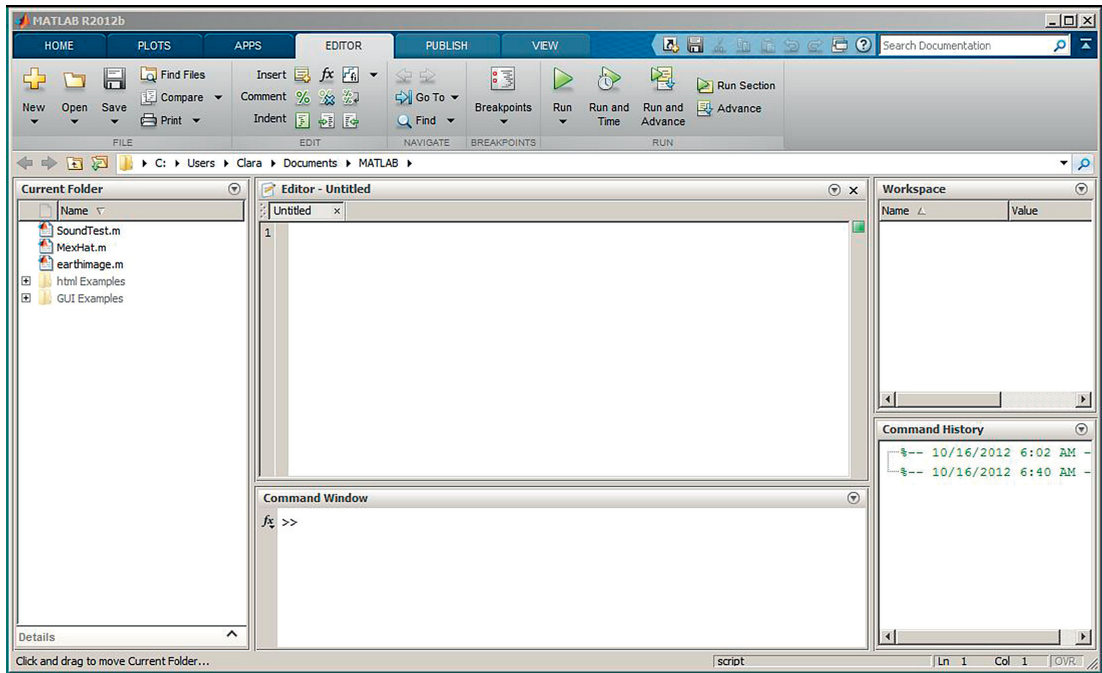 MATLAB R2012b
HOME PLOTS APPS EDITOR PUBLISH VIEW Search Documentation
New Open Save Find Files Compare Print
FILE
Insert fx
Comment
Indent
EDIT
Go To
Find
NAVIGATE
Breakpoints
BREAKPOINTS
Run Run and Time Run and Advance Run Section Advance
RUN
C: Users Clara Documents MATLAB
Current Folder
Name
SoundTest.m
MexHat.m
earthimage.m
html Examples
GUI Examples
Details
Editor - Untitled
Untitled x
1
Command Window
fx >>
Workspace
Name Value
Command History
%-- 10/16/2012 6:02 AM -
%-- 10/16/2012 6:40 AM -
Click and drag to move Current Folder... script Ln 1 Col 1 OVR